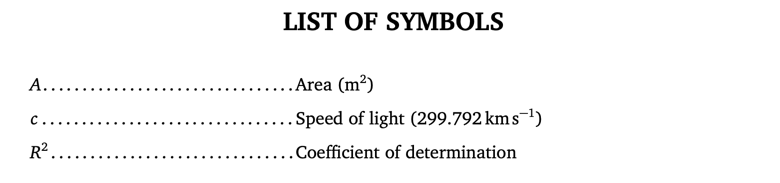 LIST OF SYMBOLS
A...............................Area (m²)
c................................Speed of light (299.792 km s⁻¹)
R²...............................Coefficient of determination